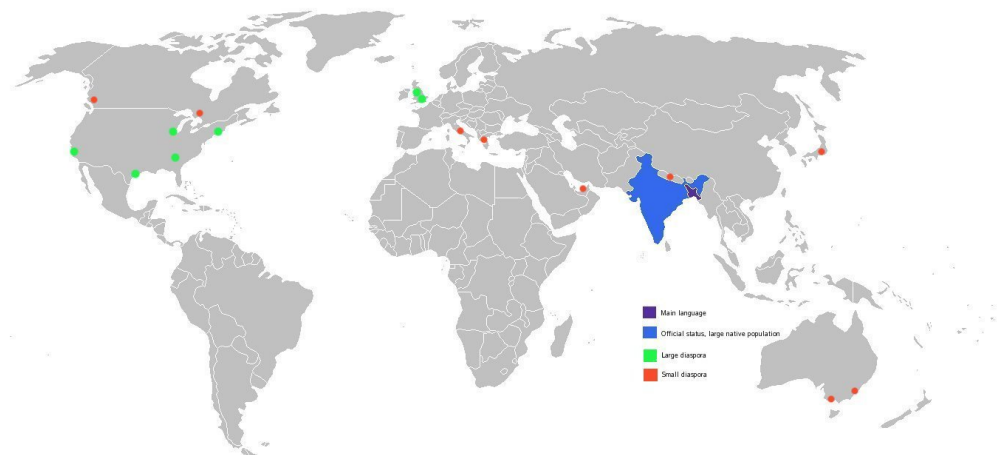 Main language
Official status, large native population
Large diaspora
Small diaspora